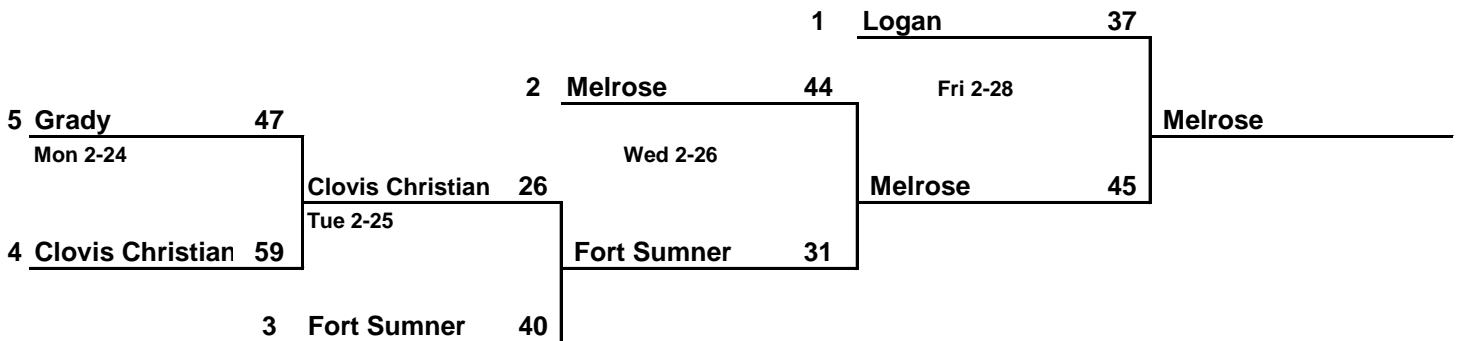 1 Logan 37
2 Melrose 44 Fri 2-28
5 Grady 47 Melrose
Mon 2-24 Wed 2-26
Clovis Christian 26 Melrose 45
Tue 2-25
4 Clovis Christian 59 Fort Sumner 31
3 Fort Sumner 40